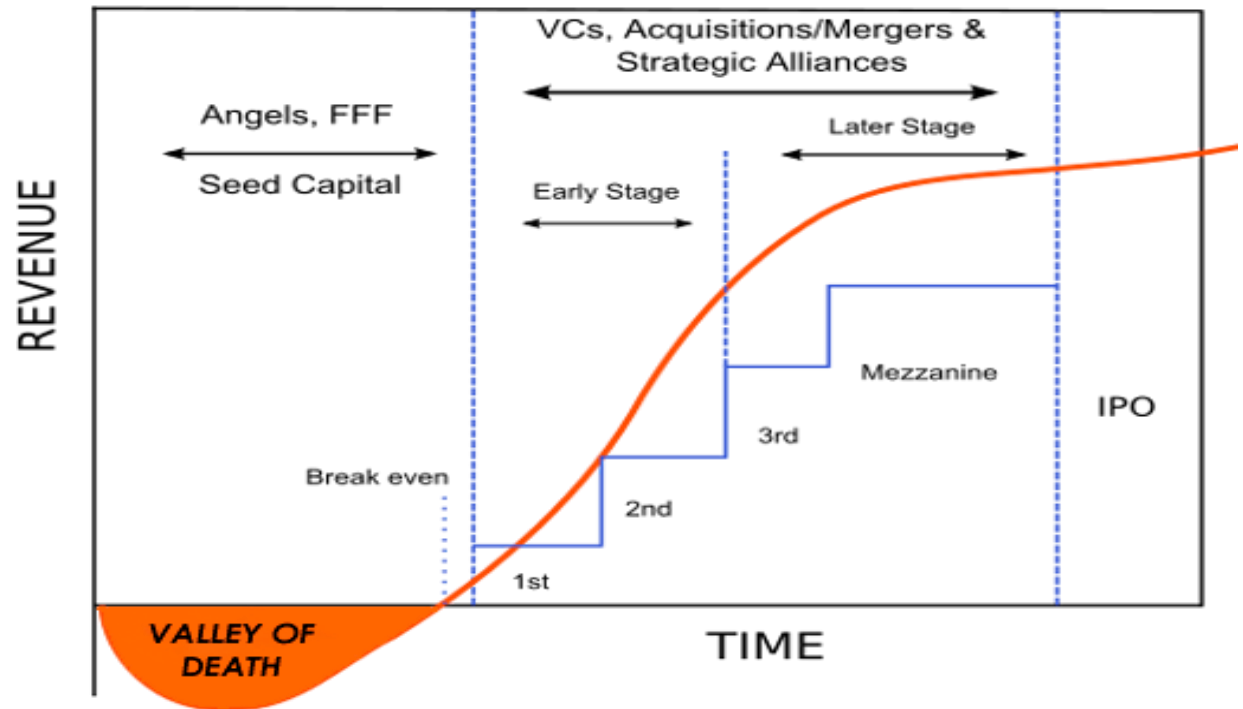 VCs, Acquisitions/Mergers &
Strategic Alliances
Angels, FFF
Seed Capital
Later Stage
Early Stage
REVENUE
Mezzanine
IPO
3rd
Break even
2nd
1st
VALLEY OF
DEATH
TIME